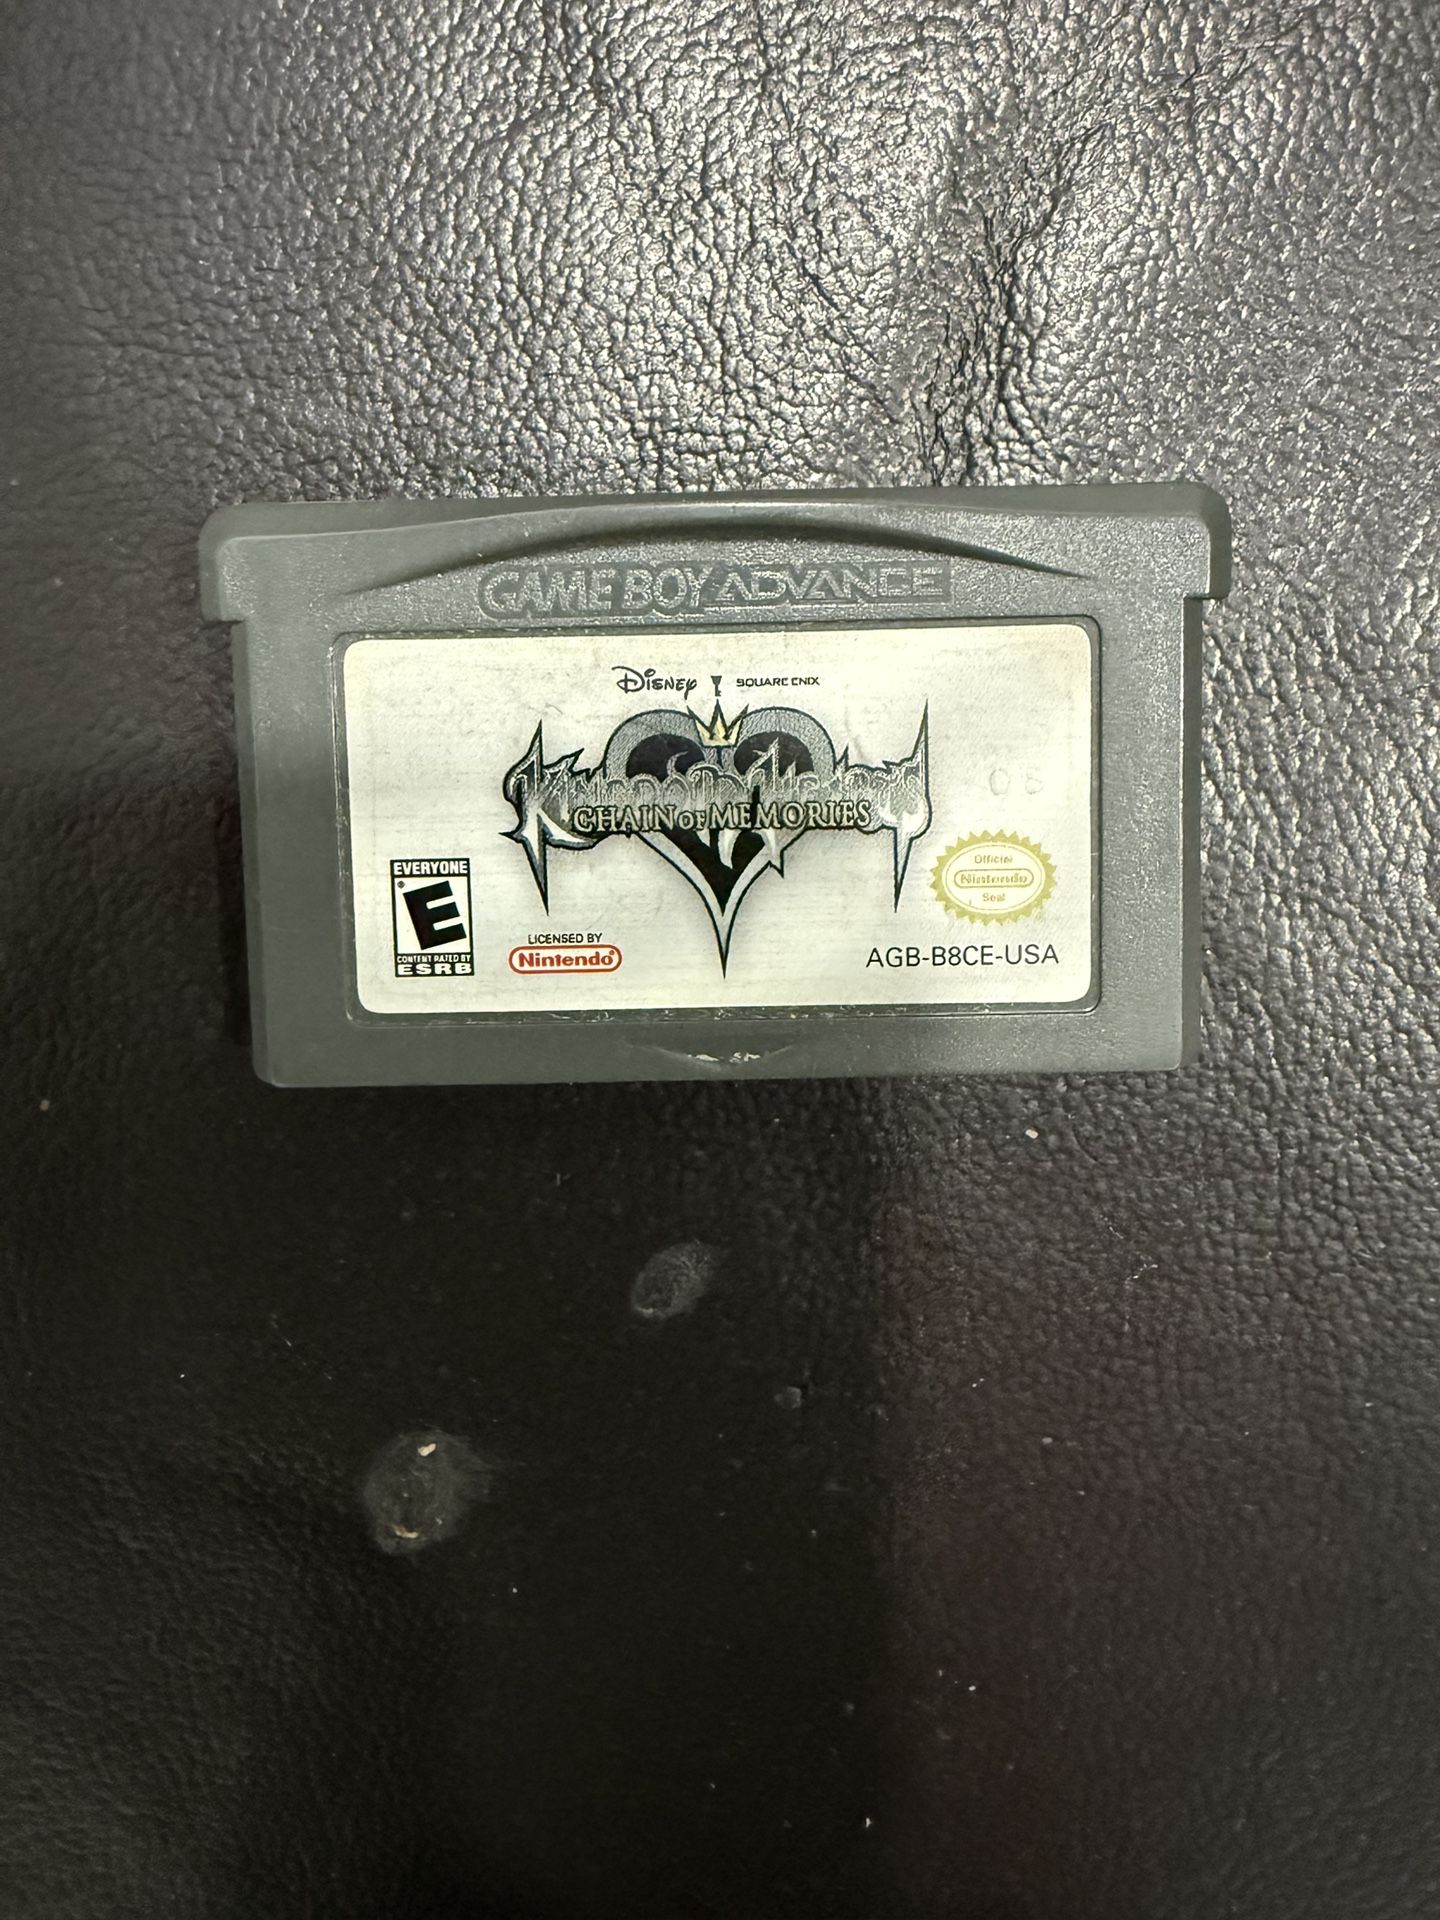 GAME BOY ADVANCE
Disney SQUARE ENIX
KINGDOM HEARTS
CHAIN OF MEMORIES
08
EVERYONE
E
CONTENT RATED BY
ESRB
LICENSED BY
Nintendo
Official
Nintendo
Seal
AGB-B8CE-USA